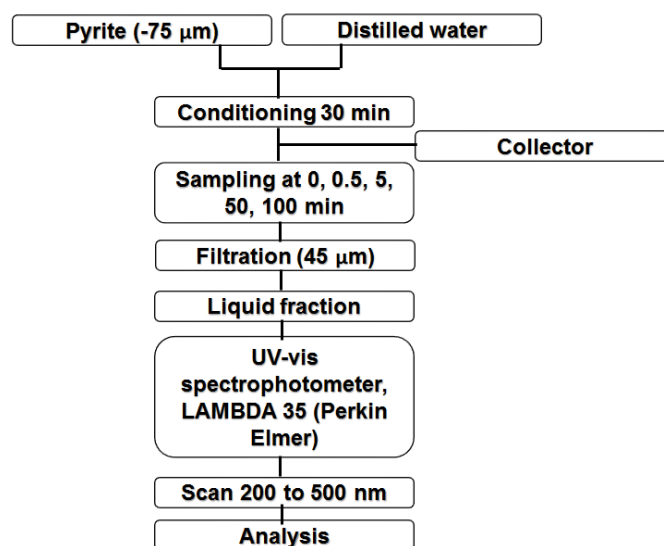 Pyrite (-75 μm)
Distilled water
Conditioning 30 min
Collector
Sampling at 0, 0.5, 5,
50, 100 min
Filtration (45 μm)
Liquid fraction
UV-vis
spectrophotometer,
LAMBDA 35 (Perkin
Elmer)
Scan 200 to 500 nm
Analysis